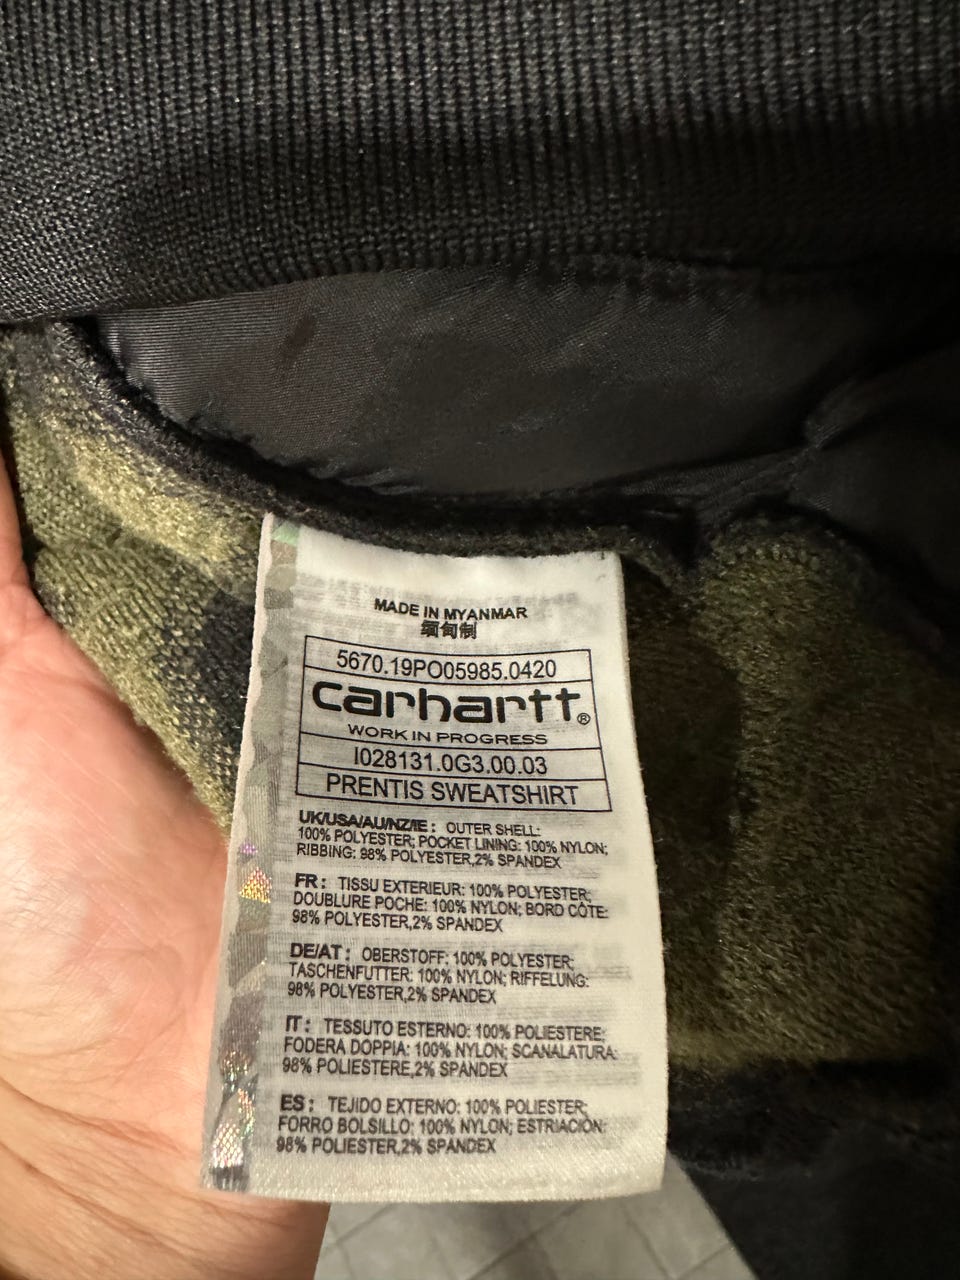 MADE IN MYANMAR
缅甸制
5670.19PO05985.0420
carhartt®
WORK IN PROGRESS
I028131.0G3.00.03
PRENTIS SWEATSHIRT
UK/USA/AU/NZ/IE: OUTER SHELL:
100% POLYESTER; POCKET LINING: 100% NYLON;
RIBBING: 98% POLYESTER,2% SPANDEX
FR: TISSU EXTERIEUR: 100% POLYESTER;
DOUBLURE POCHE: 100% NYLON; BORD CÔTE:
98% POLYESTER,2% SPANDEX
DE/AT: OBERSTOFF: 100% POLYESTER;
TASCHENFUTTER: 100% NYLON; RIFFELUNG:
98% POLYESTER,2% SPANDEX
IT: TESSUTO ESTERNO: 100% POLIESTERE;
FODERA DOPPIA: 100% NYLON; SCANALATURA:
98% POLIESTERE,2% SPANDEX
ES: TEJIDO EXTERNO: 100% POLIESTER;
FORRO BOLSILLO: 100% NYLON; ESTRIACIÓN:
98% POLIESTER,2% SPANDEX